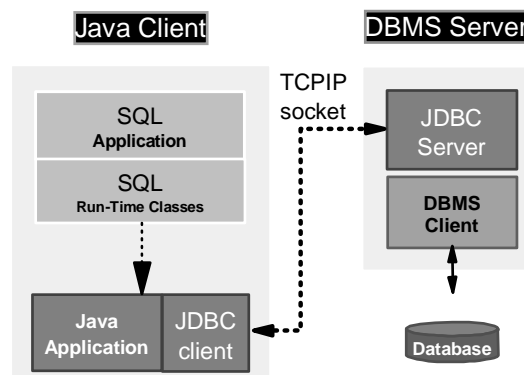 Java Client
DBMS Server
SQL
Application
SQL
Run-Time Classes
Java
Application
JDBC
client
TCPIP
socket
JDBC
Server
DBMS
Client
Database